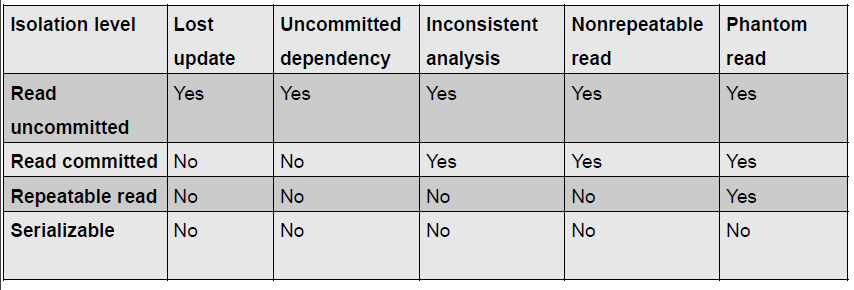 Isolation level Lost update Uncommitted dependency Inconsistent analysis Nonrepeatable read Phantom read
Read uncommitted Yes Yes Yes Yes Yes
Read committed No No Yes Yes Yes
Repeatable read No No No No Yes
Serializable No No No No No